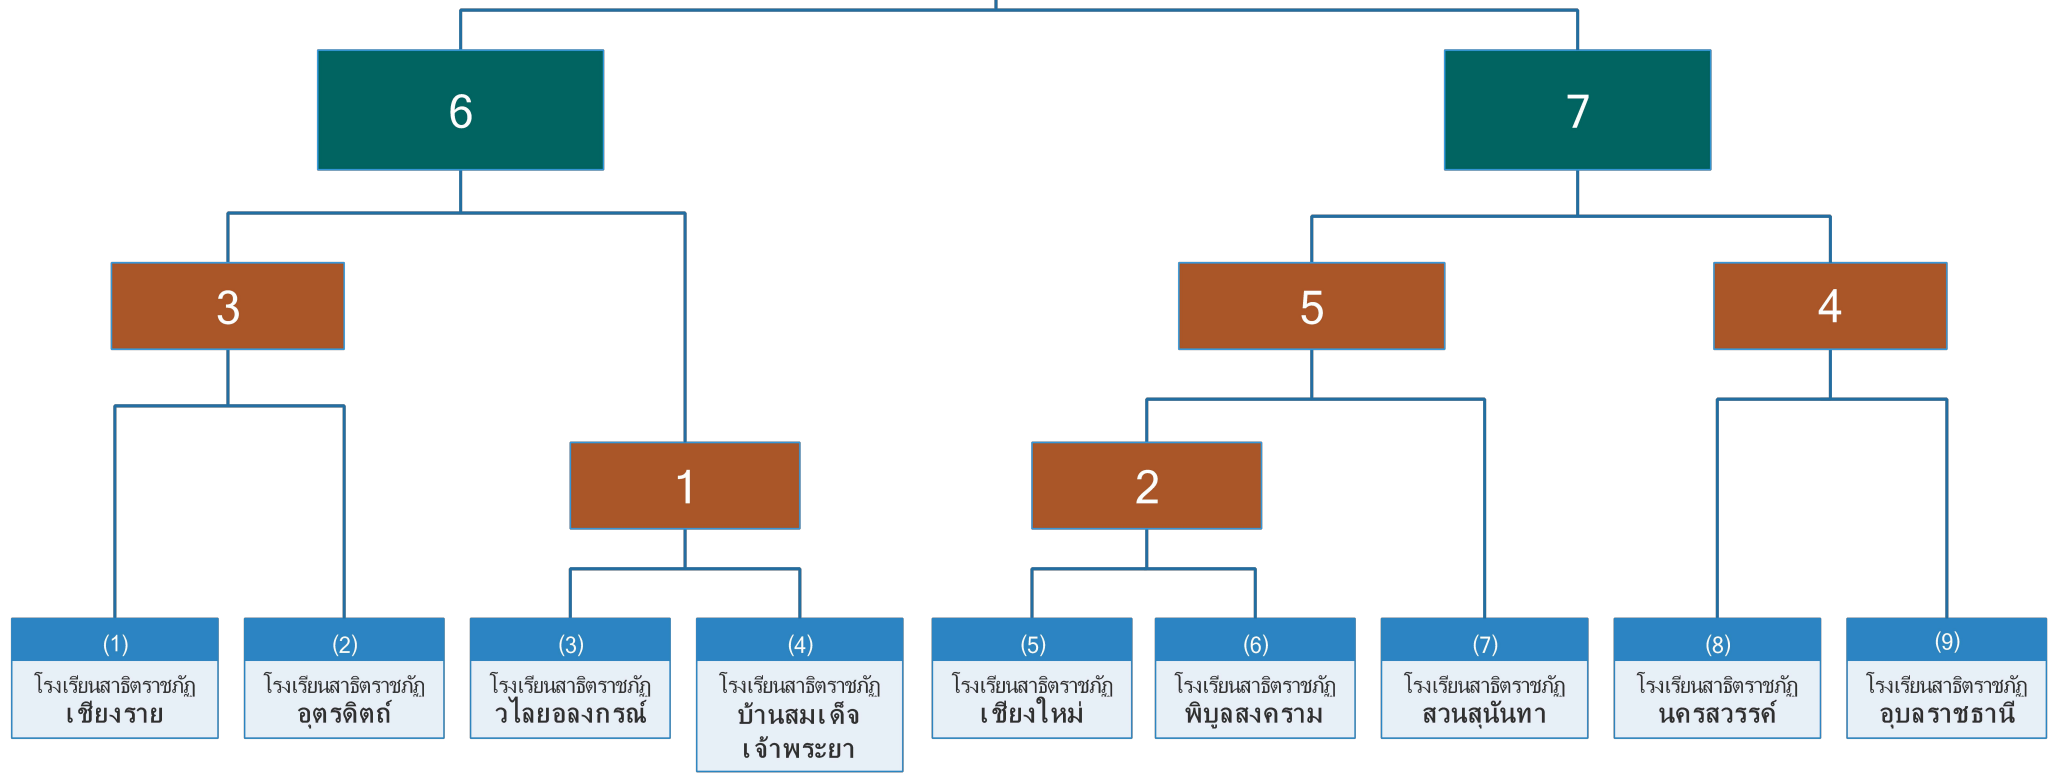 6
7
3
5
4
1
2
(1)
โรงเรียนสาธิตราชภัฏ
เชียงราย
(2)
โรงเรียนสาธิตราชภัฏ
อุตรดิตถ์
(3)
โรงเรียนสาธิตราชภัฏ
วไลยอลงกรณ์
(4)
โรงเรียนสาธิตราชภัฏ
บ้านสมเด็จ
เจ้าพระยา
(5)
โรงเรียนสาธิตราชภัฏ
เชียงใหม่
(6)
โรงเรียนสาธิตราชภัฏ
พิบูลสงคราม
(7)
โรงเรียนสาธิตราชภัฏ
สวนสุนันทา
(8)
โรงเรียนสาธิตราชภัฏ
นครสวรรค์
(9)
โรงเรียนสาธิตราชภัฏ
อุบลราชธานี